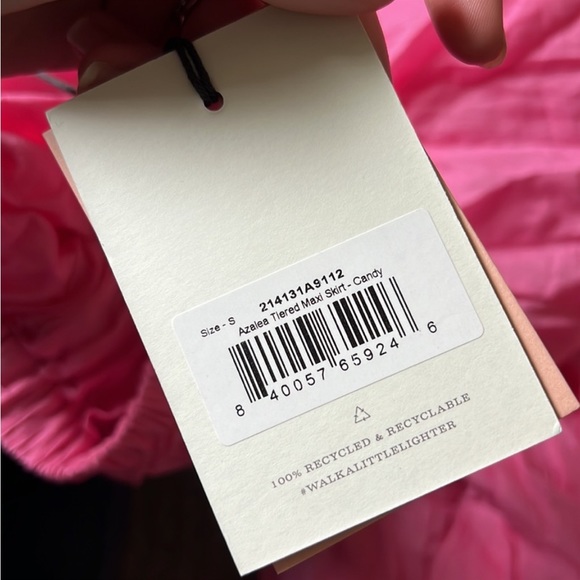 214131A9112
Size - S
Azalea Tiered Maxi Skirt - Candy
8 40057 65924 6
100% RECYCLED & RECYCLABLE
#WALKALITTLELIGHTER